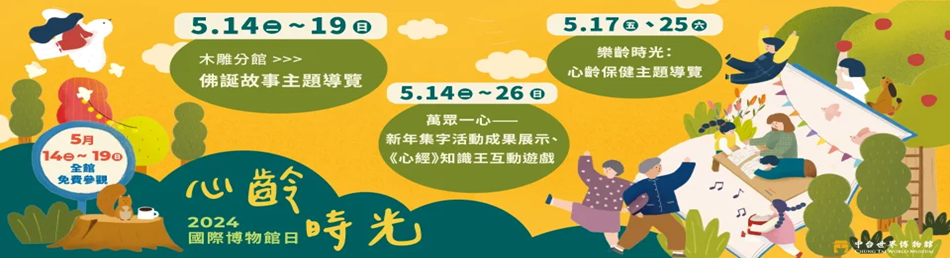 5.14㊁～19㊐
木雕分館 >>>
佛誕故事主題導覽
5.14㊁～26㊐
萬眾一心——
新年集字活動成果展示、
《心經》知識王互動遊戲
5.17㊄、25㊅
樂齡時光：
心齡保健主題導覽
5月
14㊁～19㊐
全館
免費參觀
心齡
時光
2024
國際博物館日
中台世界博物館
CHUNG TAI WORLD MUSEUM